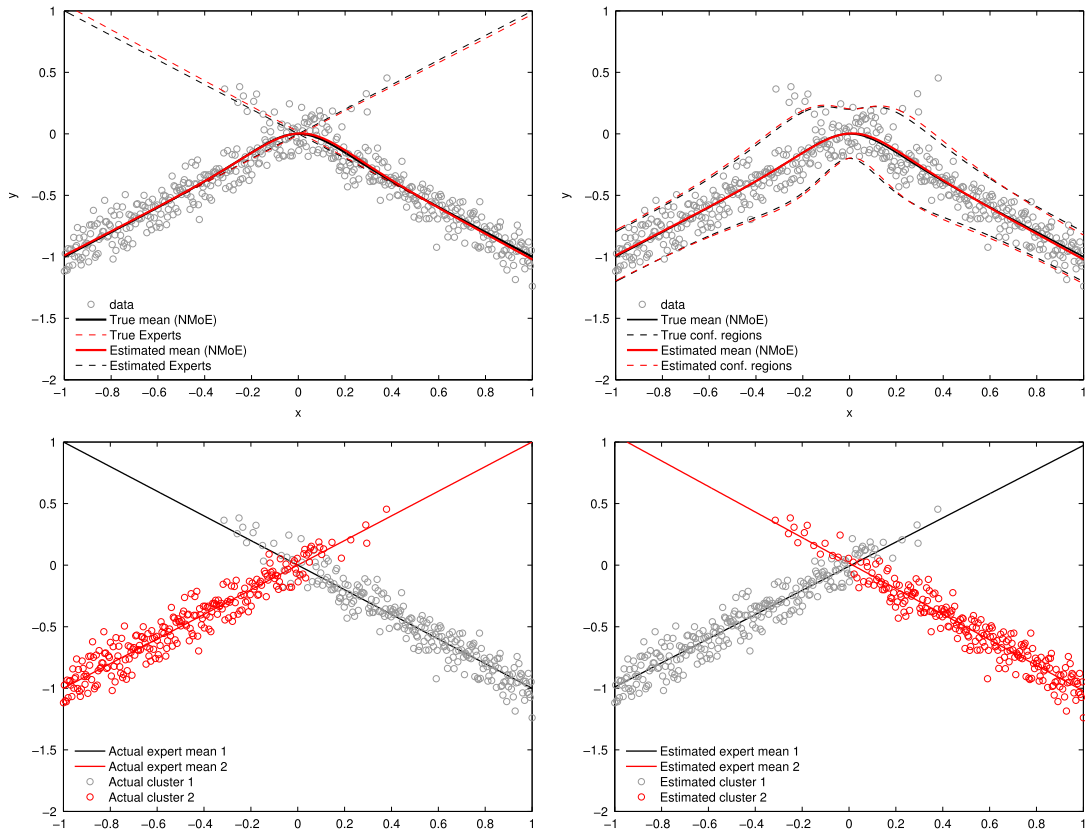 1
0.5
0
−0.5
−1
−1.5
−2
y
data
True mean (NMoE)
True Experts
Estimated mean (NMoE)
Estimated Experts
−1 −0.8 −0.6 −0.4 −0.2 0 0.2 0.4 0.6 0.8 1
x
1
0.5
0
−0.5
−1
−1.5
−2
y
data
True mean (NMoE)
True conf. regions
Estimated mean (NMoE)
Estimated conf. regions
−1 −0.8 −0.6 −0.4 −0.2 0 0.2 0.4 0.6 0.8 1
x
1
0.5
0
−0.5
−1
−1.5
−2
Actual expert mean 1
Actual expert mean 2
Actual cluster 1
Actual cluster 2
−1 −0.8 −0.6 −0.4 −0.2 0 0.2 0.4 0.6 0.8 1
1
0.5
0
−0.5
−1
−1.5
−2
Estimated expert mean 1
Estimated expert mean 2
Estimated cluster 1
Estimated cluster 2
−1 −0.8 −0.6 −0.4 −0.2 0 0.2 0.4 0.6 0.8 1